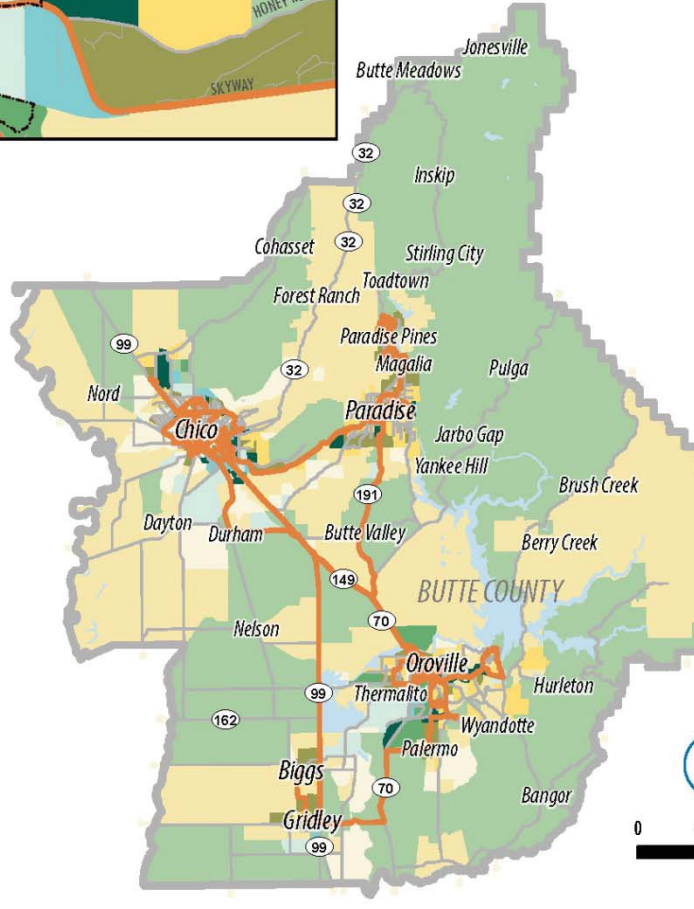 HONEY
SKYWAY
Jonesville
Butte Meadows
32
Inskip
32
32
Cohasset
Stirling City
Toadtown
Forest Ranch
Paradise Pines
99
Magalia
32
Pulga
Nord
Paradise
Chico
Jarbo Gap
Yankee Hill
Brush Creek
191
Dayton
Durham
Butte Valley
Berry Creek
149
BUTTE COUNTY
70
Nelson
Oroville
Hurleton
99
Thermalito
162
Wyandotte
Palermo
Biggs
70
Bangor
Gridley
0
99